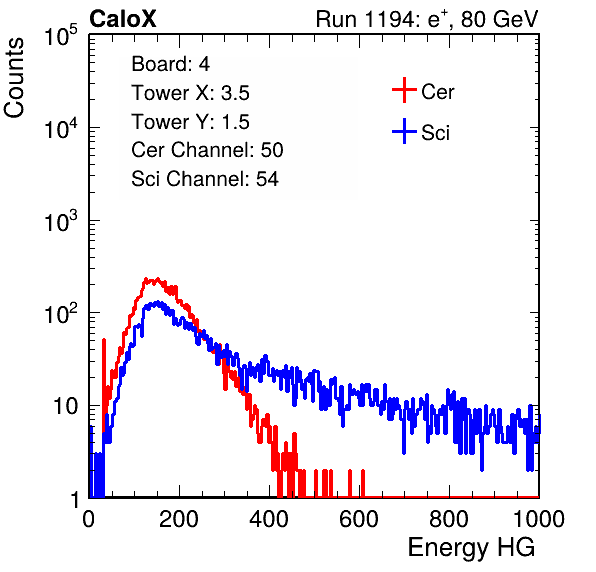 CaloX Run 1194: e⁺, 80 GeV
Counts
10⁵
10⁴
10³
10²
10
1
Board: 4
Tower X: 3.5
Tower Y: 1.5
Cer Channel: 50
Sci Channel: 54
Cer
Sci
0 200 400 600 800 1000
Energy HG